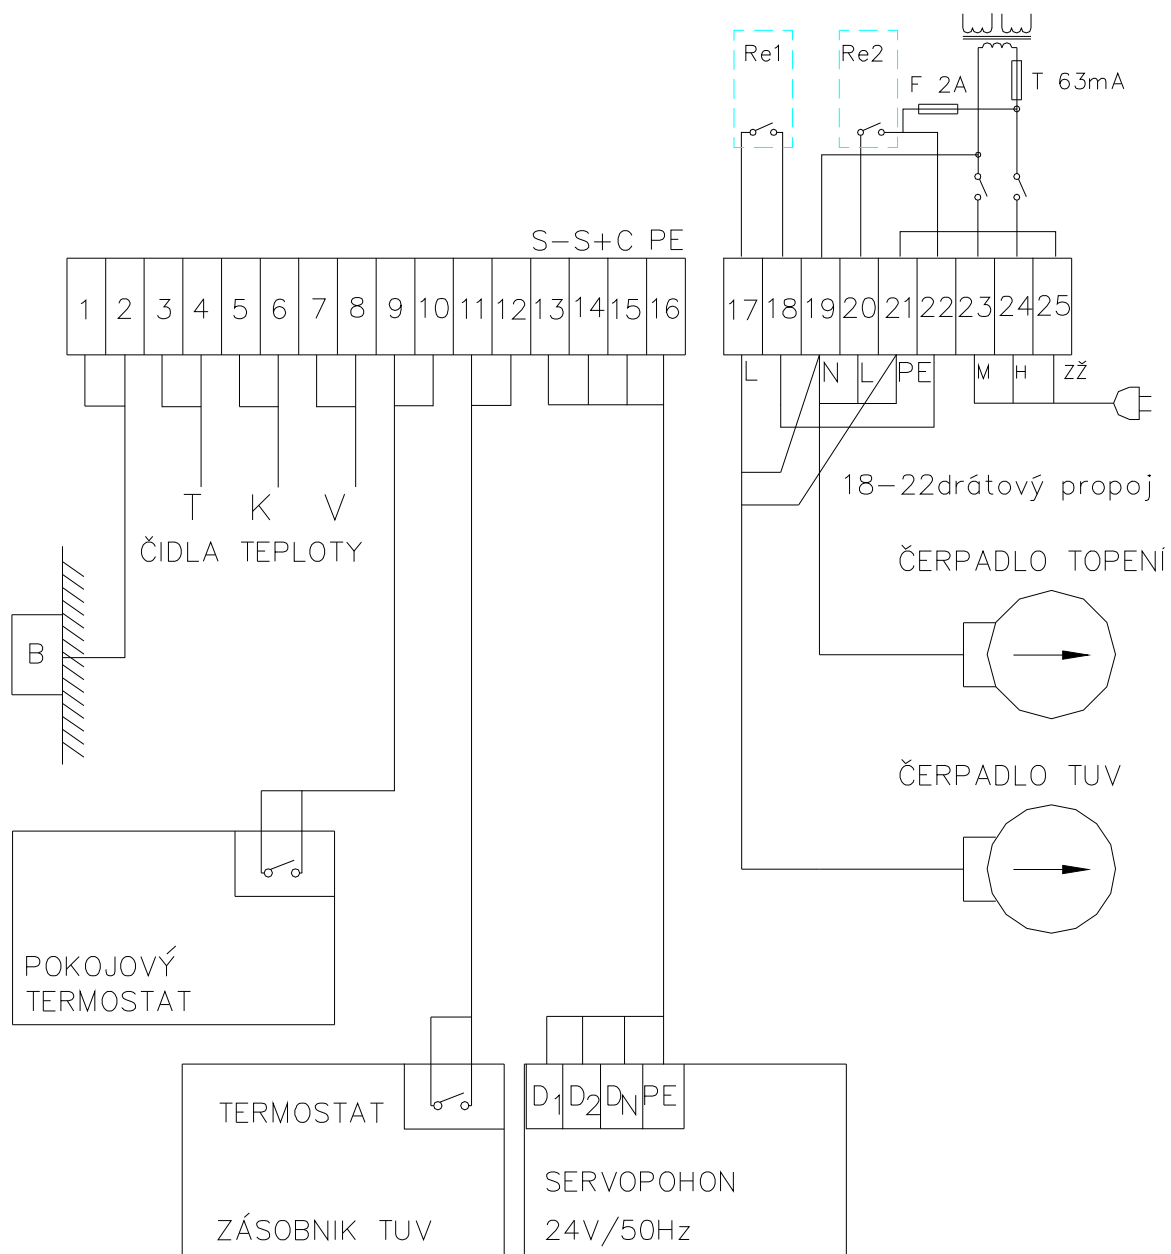 Re1 Re2
F 2A T 63mA
S-S+C PE
1 2 3 4 5 6 7 8 9 10 11 12 13 14 15 16 17 18 19 20 21 22 23 24 25
L N L PE M H ZŽ
T K V
18-22drátový propoj
ČIDLA TEPLOTY
ČERPADLO TOPENÍ
B
ČERPADLO TUV
POKOJOVÝ
TERMOSTAT
D1 D2 DN PE
TERMOSTAT
SERVOPOHON
ZÁSOBNIK TUV
24V/50Hz